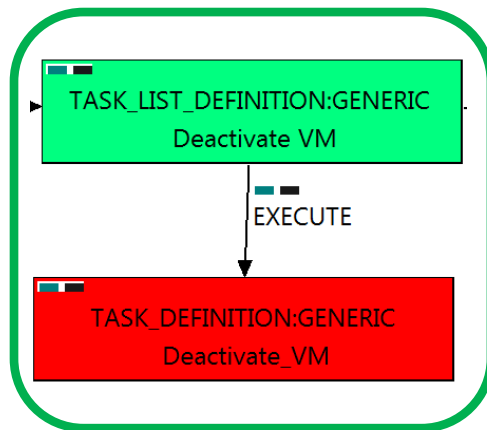 TASK_LIST_DEFINITION:GENERIC
Deactivate VM
EXECUTE
TASK_DEFINITION:GENERIC
Deactivate_VM